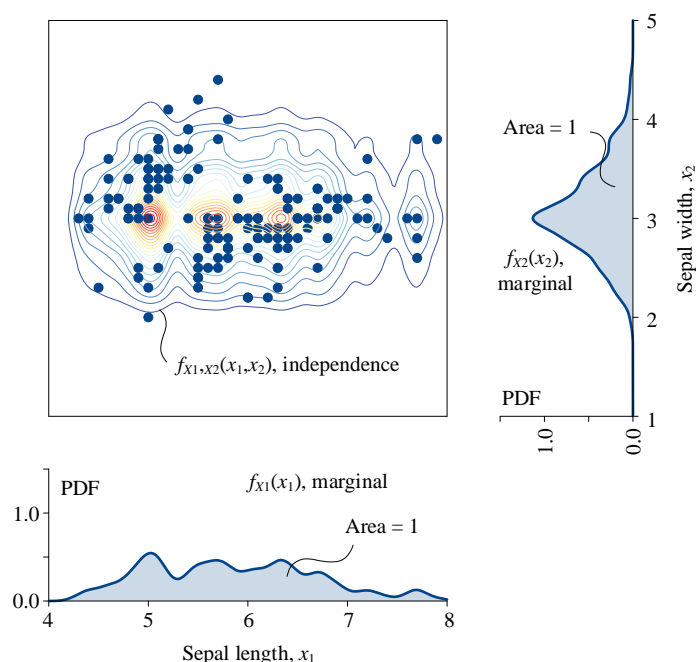 5
Area = 1
4
3
Sepal width, x₂
f_X2(x₂),
marginal
2
f_X1,X2(x₁,x₂), independence
PDF
1
1.0
0.0
PDF
f_X1(x₁), marginal
1.0
Area = 1
0.0
4
5
6
7
8
Sepal length, x₁